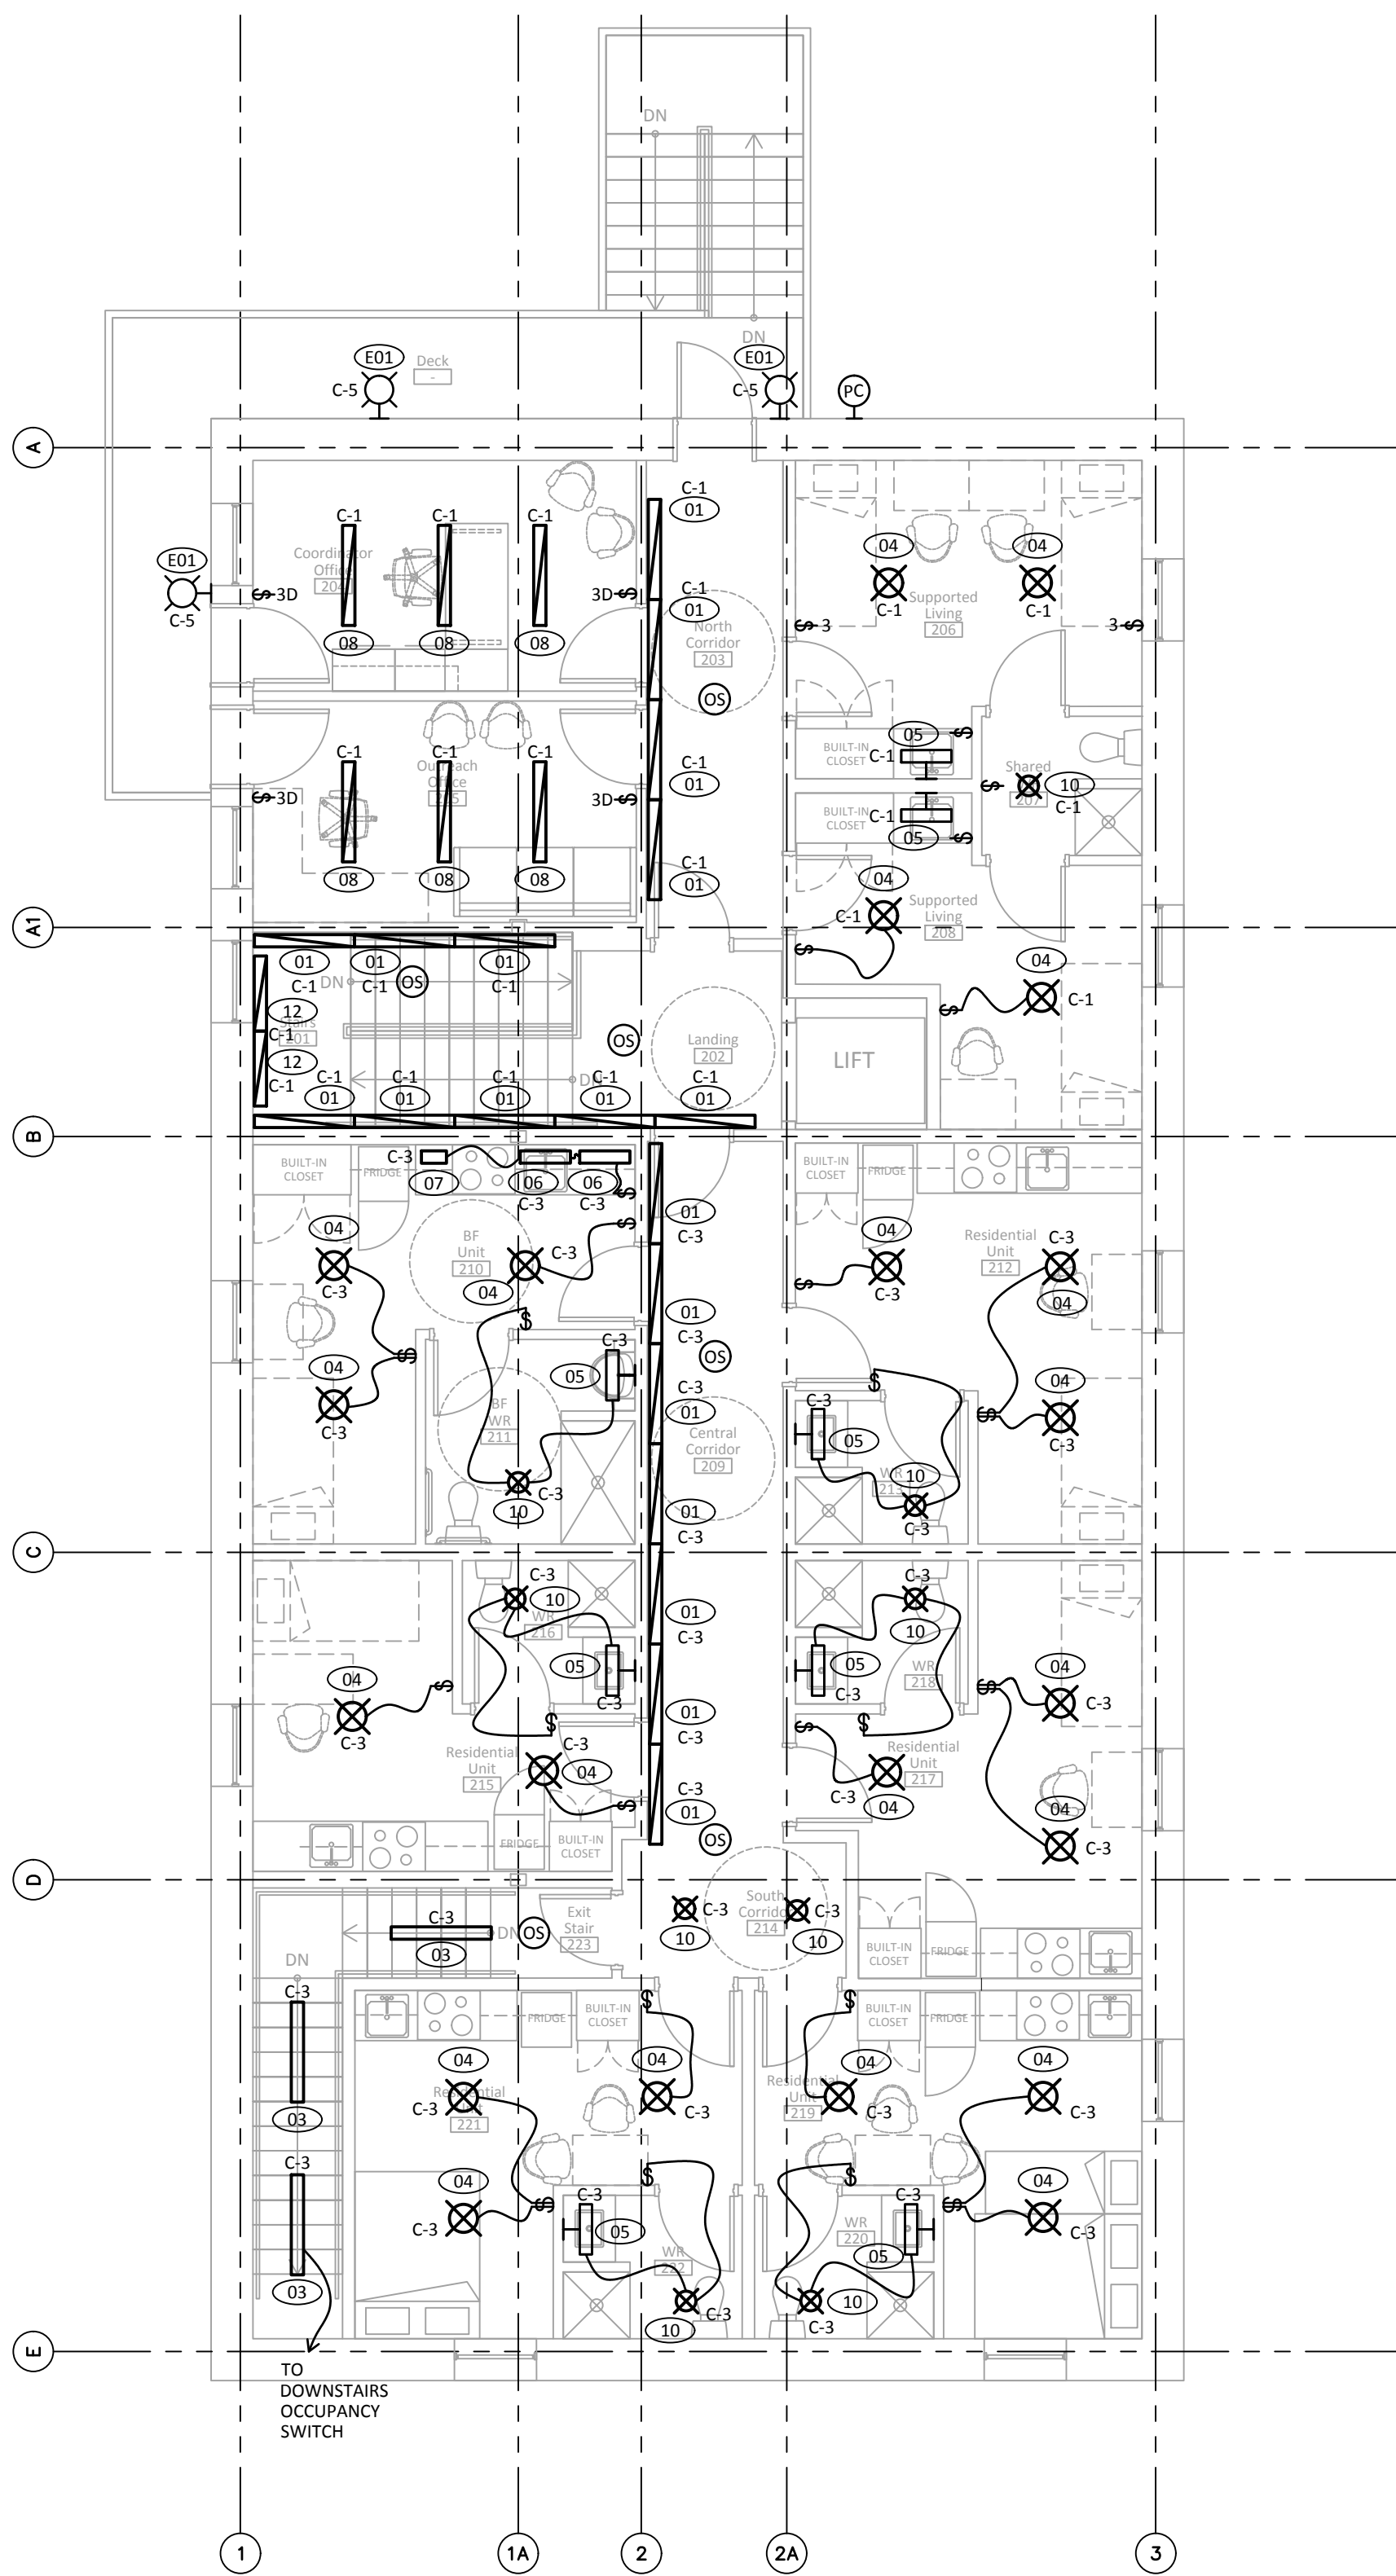 DN
DN
E01
Deck
-
E01
C-5
C-5
PC
A
C-1
01
C-1
C-1
C-1
04
04
Coordinator
Office
204
E01
C-5
3D
3D
C-1
01
C-1
C-1
Supported
Living
206
3
3
North
Corridor
203
08
08
08
OS
05
BUILT-IN
CLOSET
C-1
Shared
207
10
C-1
C-1
C-1
C-1
Outreach
Office
205
C-1
01
3D
3D
BUILT-IN
CLOSET
C-1
05
08
08
08
C-1
01
04
Supported
Living
208
C-1
A1
01
01
01
C-1
C-1
C-1
DN
OS
04
C-1
12
C-1
Stairs
201
12
C-1
OS
Landing
202
LIFT
C-1
C-1
C-1
C-1
C-1
DN
01
01
01
01
01
B
BUILT-IN
CLOSET
FRIDGE
C-3
07
06
06
C-3
C-3
BUILT-IN
CLOSET
FRIDGE
01
C-3
04
BF
Unit
210
C-3
04
C-3
04
C-3
Residential
Unit
212
C-3
04
01
C-3
OS
C-3
05
04
C-3
04
C-3
C-3
01
C-3
05
BF
WR
211
Central
Corridor
209
10
WR
213
C-3
C-3
10
01
C-3
C
C-3
10
WR
216
C-3
10
01
C-3
05
C-3
05
C-3
WR
218
04
C-3
04
C-3
01
C-3
Residential
Unit
215
C-3
04
Residential
Unit
217
C-3
04
04
C-3
C-3
01
OS
FRIDGE
BUILT-IN
CLOSET
D
C-3
03
DN
OS
Exit
Stair
223
C-3
10
South
Corridor
214
C-3
10
BUILT-IN
CLOSET
FRIDGE
DN
C-3
03
FRIDGE
BUILT-IN
CLOSET
BUILT-IN
CLOSET
FRIDGE
04
C-3
Residential
Unit
221
04
C-3
Residential
Unit
219
04
C-3
04
C-3
C-3
03
04
C-3
C-3
05
WR
222
C-3
10
C-3
05
WR
220
10
C-3
04
C-3
E
TO
DOWNSTAIRS
OCCUPANCY
SWITCH
1
1A
2
2A
3